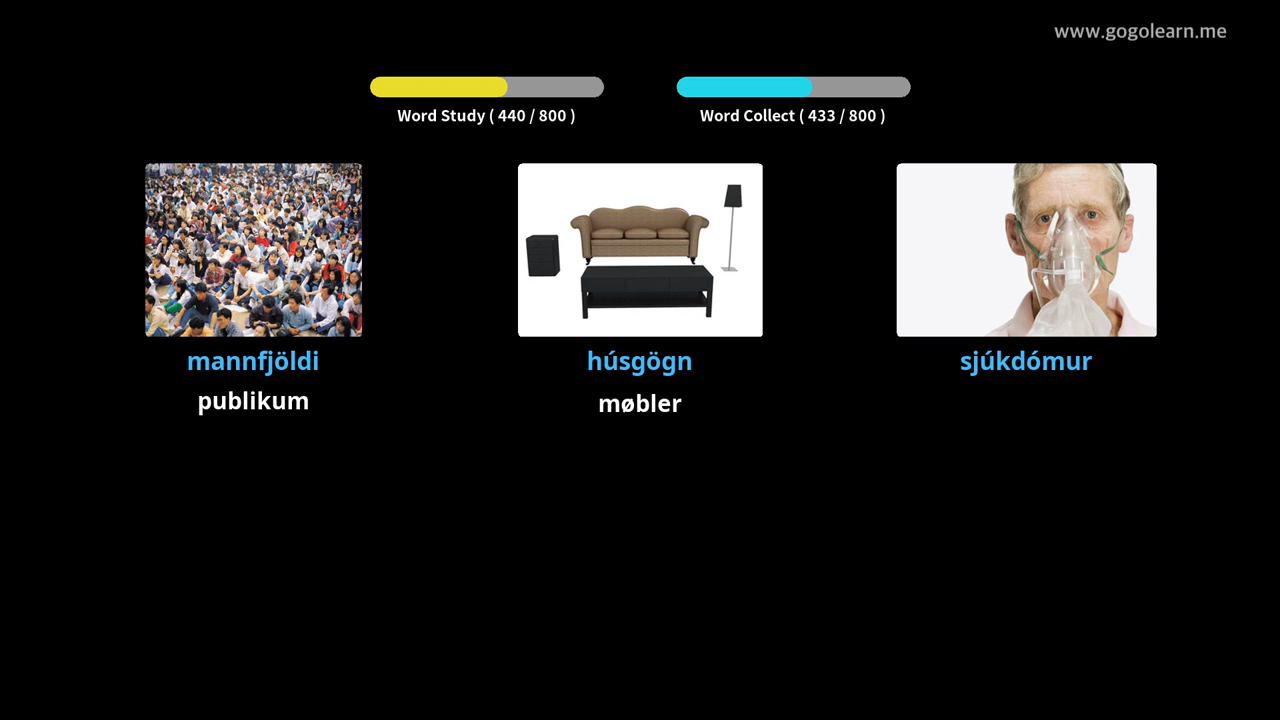 www.gogolearn.me
Word Study ( 440 / 800 )
Word Collect ( 433 / 800 )
mannfjöldi
publikum
húsgögn
møbler
sjúkdómur